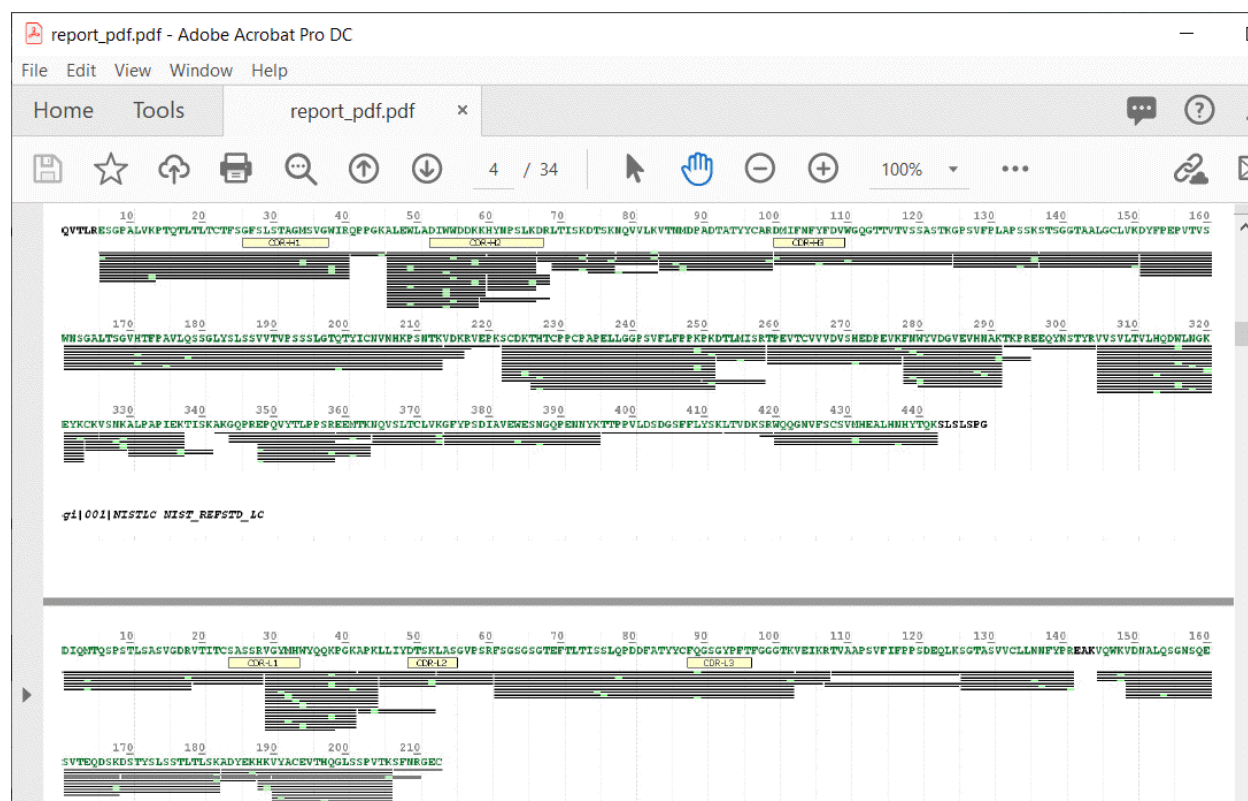 report_pdf.pdf - Adobe Acrobat Pro DC
File Edit View Window Help
Home Tools report_pdf.pdf ×
4 / 34 100%
10 20 30 40 50 60 70 80 90 100 110 120 130 140 150 160
QVTLRESGPALVKPTQTLTLTCTFSGFSLSTAGMSVGWIRQPPGKALEWLADIWWDDKKHYNPSLKDRLTISKDTSKNQVVLKVTNMDPADTATYYCARDMIFNFYFDVWGQGTTVTVSSASTKGPSVFPLAPSSKSTSGGTAALGCLVKDYFPEPVTVS
CDR-H1 CDR-H2 CDR-H3
170 180 190 200 210 220 230 240 250 260 270 280 290 300 310 320
WNSGALTSGVHTFPAVLQSSGLYSLSSVVTVPSSSLGTQTYICNVNHKPSNTKVDKRVEPKSCDKTHTCPPCPAPELLGGPSVFLFPPKPKDTLMISRTPEVTCVVVDVSHEDPEVKFNWYVDGVEVHNAKTKPREEQYNSTYRVVSVLTVLHQDWLNGK
330 340 350 360 370 380 390 400 410 420 430 440
EYKCKVSNKALPAPIEKTISKAKGQPREPQVYTLPPSREEMTKNQVSLTCLVKGFYPSDIAVEWESNGQPENNYKTTPPVLDSDGSFFLYSKLTVDKSRWQQGNVFSCSVMHEALHNHYTQKSLSLSPG
gi|001|NISTLC NIST_REFSTD_LC
10 20 30 40 50 60 70 80 90 100 110 120 130 140 150 160
DIQMTQSPSTLSASVGDRVTITCSASSRVGYMHWYQQKPGKAPKLLIYDTSKLASGVPSRFSGSGSGTEFTLTISSLQPDDFATYYCFQGSGYPFTFGGGTKVEIKRTVAAPSVFIFPPSDEQLKSGTASVVCLLNNFYPREAKVQWKVDNALQSGNSQE
CDR-L1 CDR-L2 CDR-L3
170 180 190 200 210
SVTEQDSKDSTYSLSSTLTLSKADYEKHKVYACEVTHQGLSSPVTKSFNRGEC